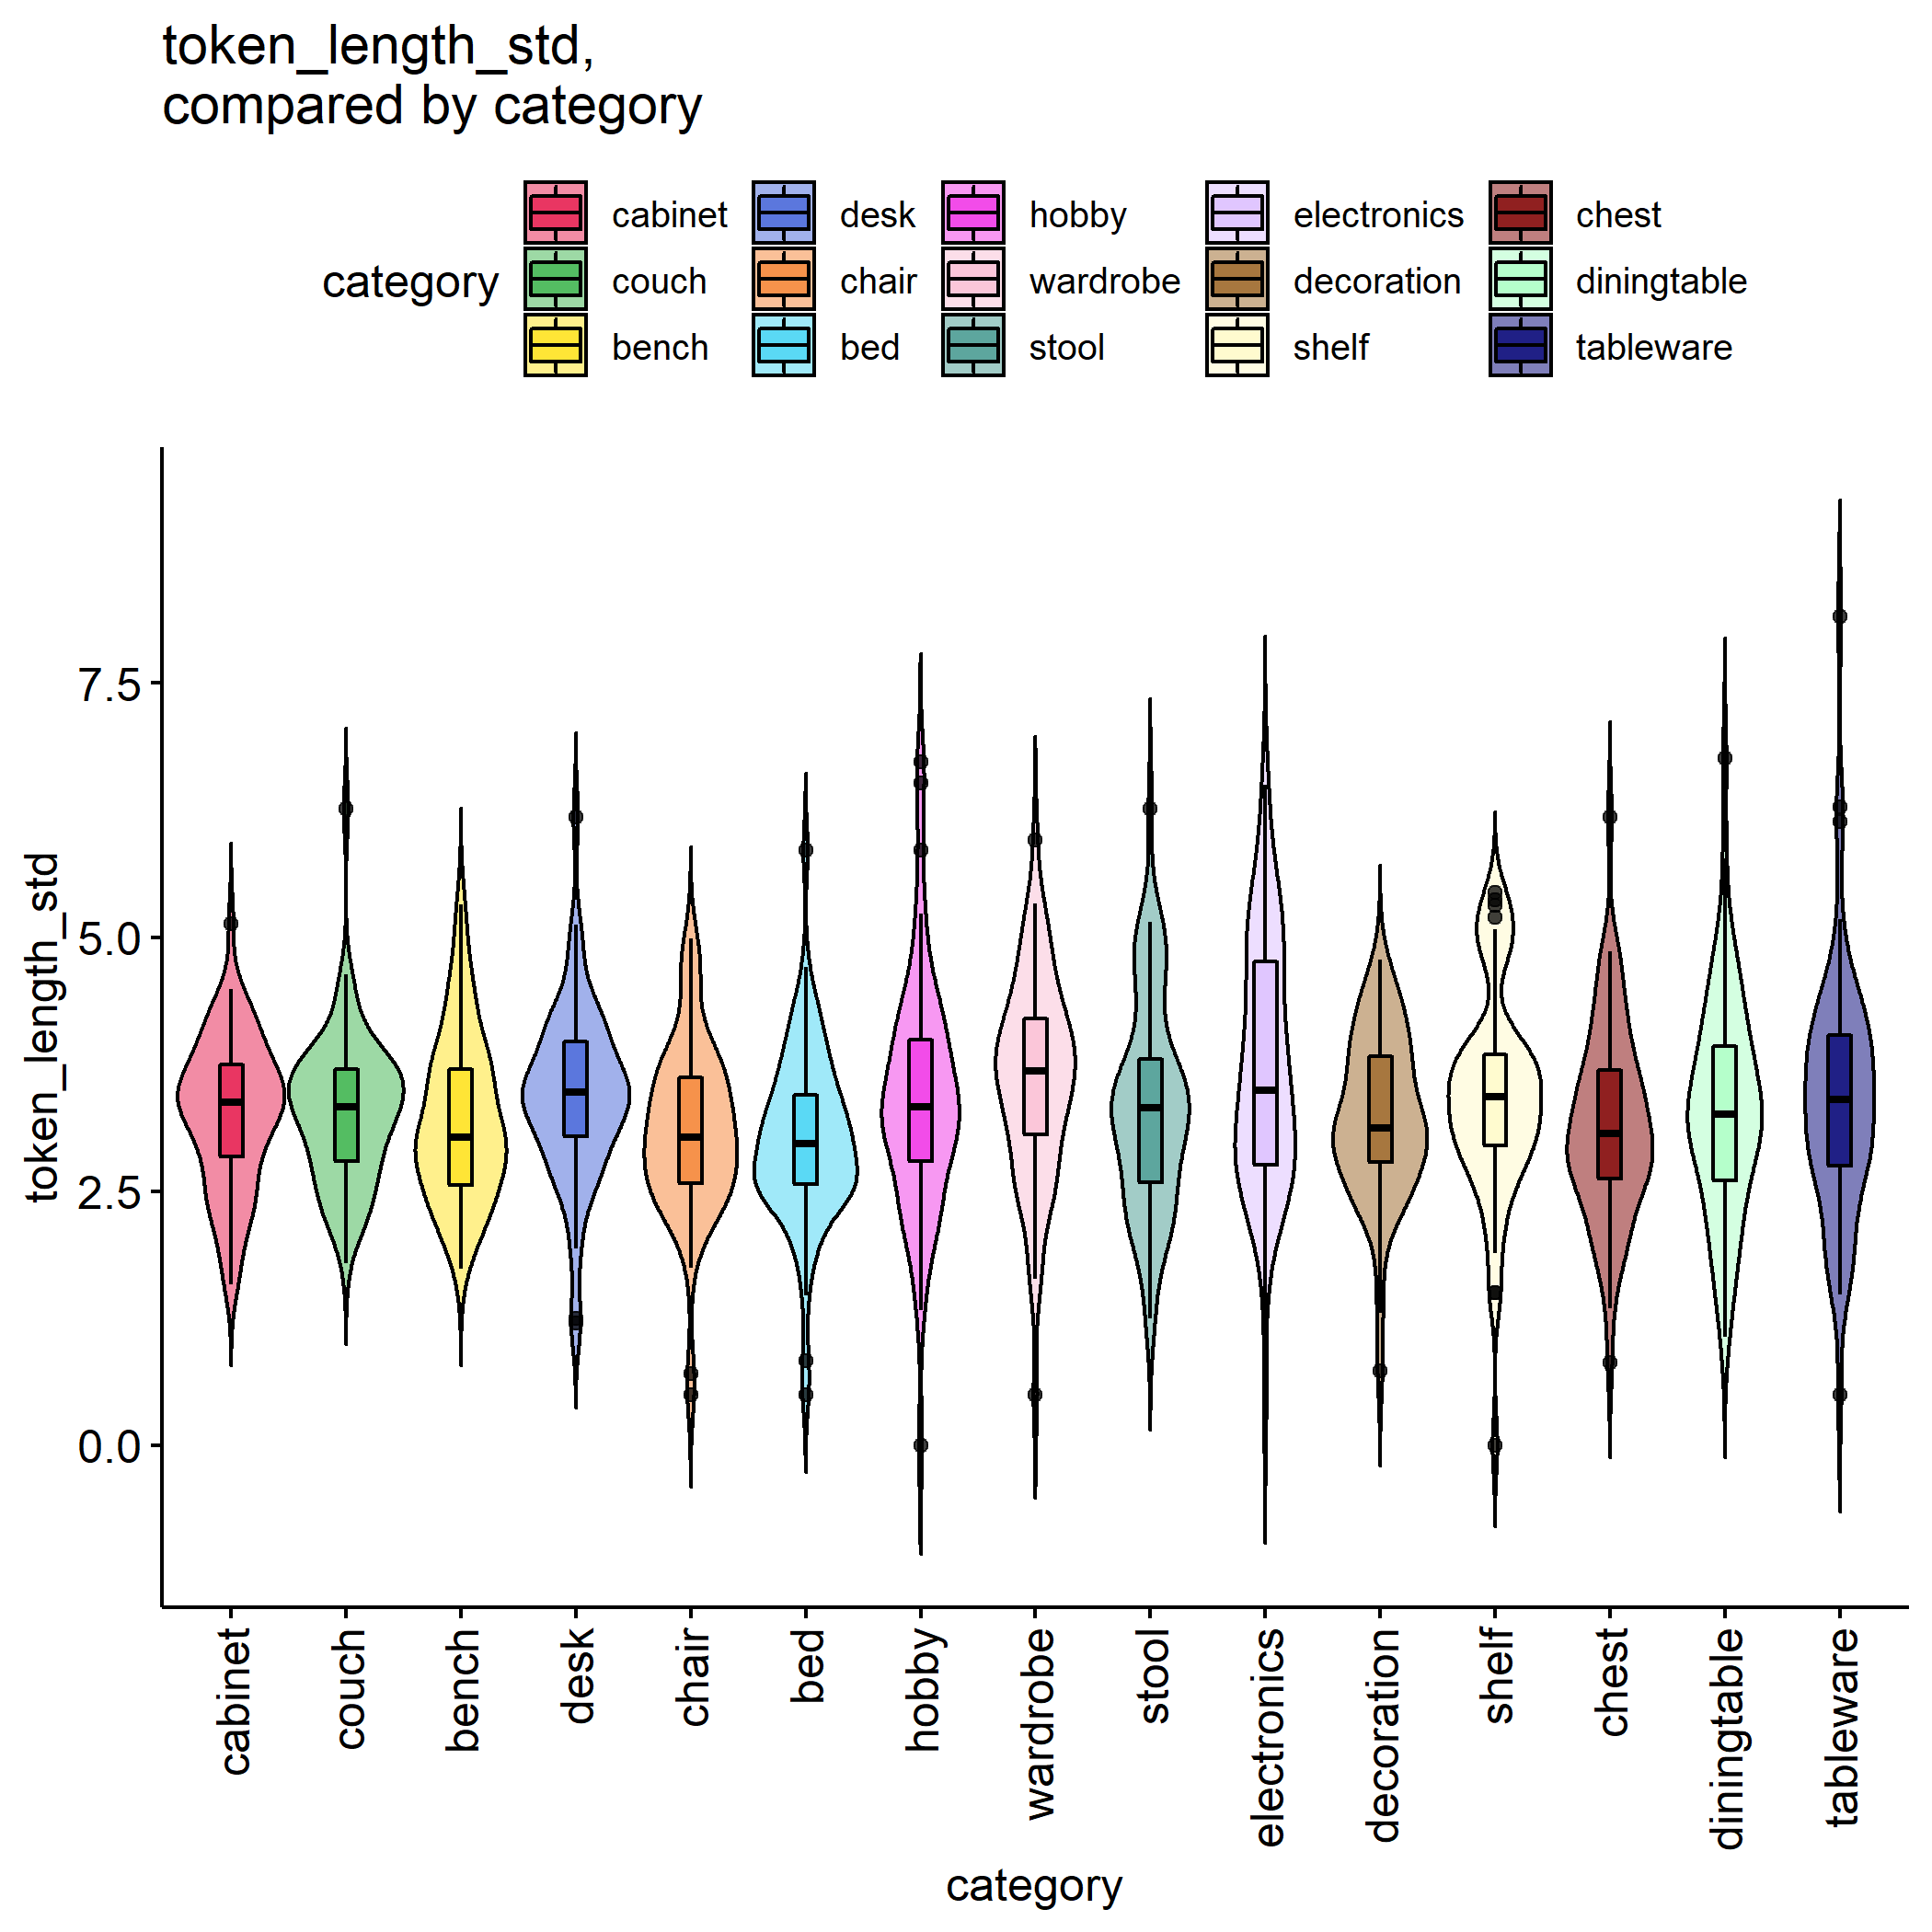 token_length_std,
compared by category
category
cabinet desk hobby electronics chest
couch chair wardrobe decoration diningtable
bench bed stool shelf tableware
token_length_std
7.5
5.0
2.5
0.0
cabinet couch bench desk chair bed hobby wardrobe stool electronics decoration shelf chest diningtable tableware
category